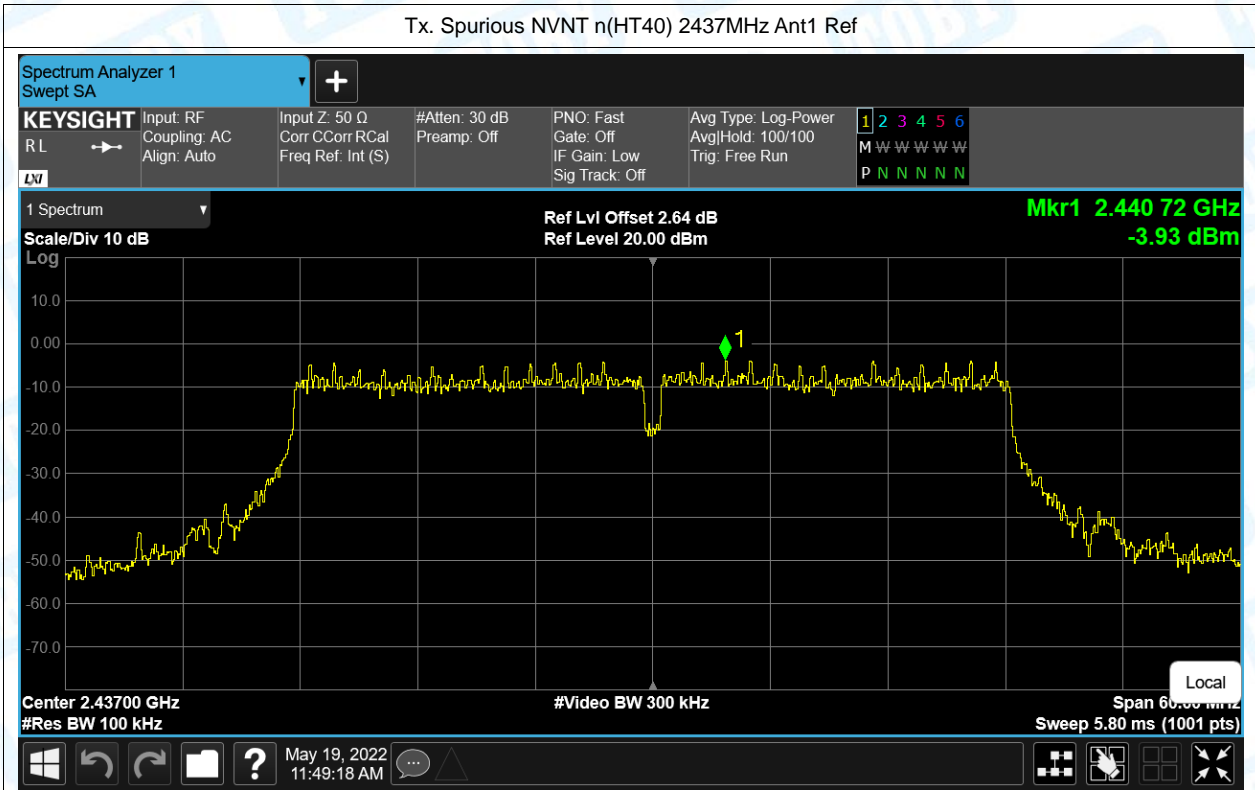 Tx. Spurious NVNT n(HT40) 2437MHz Ant1 Ref
Spectrum Analyzer 1
Swept SA
KEYSIGHT
R L
LXI
Input: RF
Coupling: AC
Align: Auto
Input Z: 50 Ω
Corr CCorr RCal
Freq Ref: Int (S)
#Atten: 30 dB
Preamp: Off
PNO: Fast
Gate: Off
IF Gain: Low
Sig Track: Off
Avg Type: Log-Power
Avg|Hold: 100/100
Trig: Free Run
1 2 3 4 5 6
M W W W W W
P N N N N N
1 Spectrum
Scale/Div 10 dB
Log
Ref Lvl Offset 2.64 dB
Ref Level 20.00 dBm
Mkr1 2.440 72 GHz
-3.93 dBm
10.0
0.00
-10.0
-20.0
-30.0
-40.0
-50.0
-60.0
-70.0
1
Local
Center 2.43700 GHz
#Res BW 100 kHz
#Video BW 300 kHz
Span 60.00 MHz
Sweep 5.80 ms (1001 pts)
?
May 19, 2022
11:49:18 AM